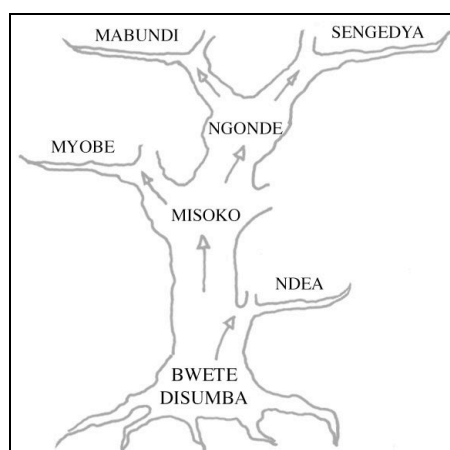 MABUNDI
SENGEDYA
NGONDE
MYOBE
MISOKO
NDEA
BWETE
DISUMBA